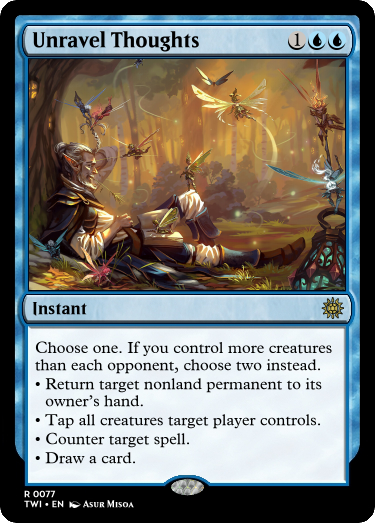 Unravel Thoughts 1
Instant
Choose one. If you control more creatures
than each opponent, choose two instead.
• Return target nonland permanent to its
owner's hand.
• Tap all creatures target player controls.
• Counter target spell.
• Draw a card.
R 0077
TWI • EN Asur Misoa